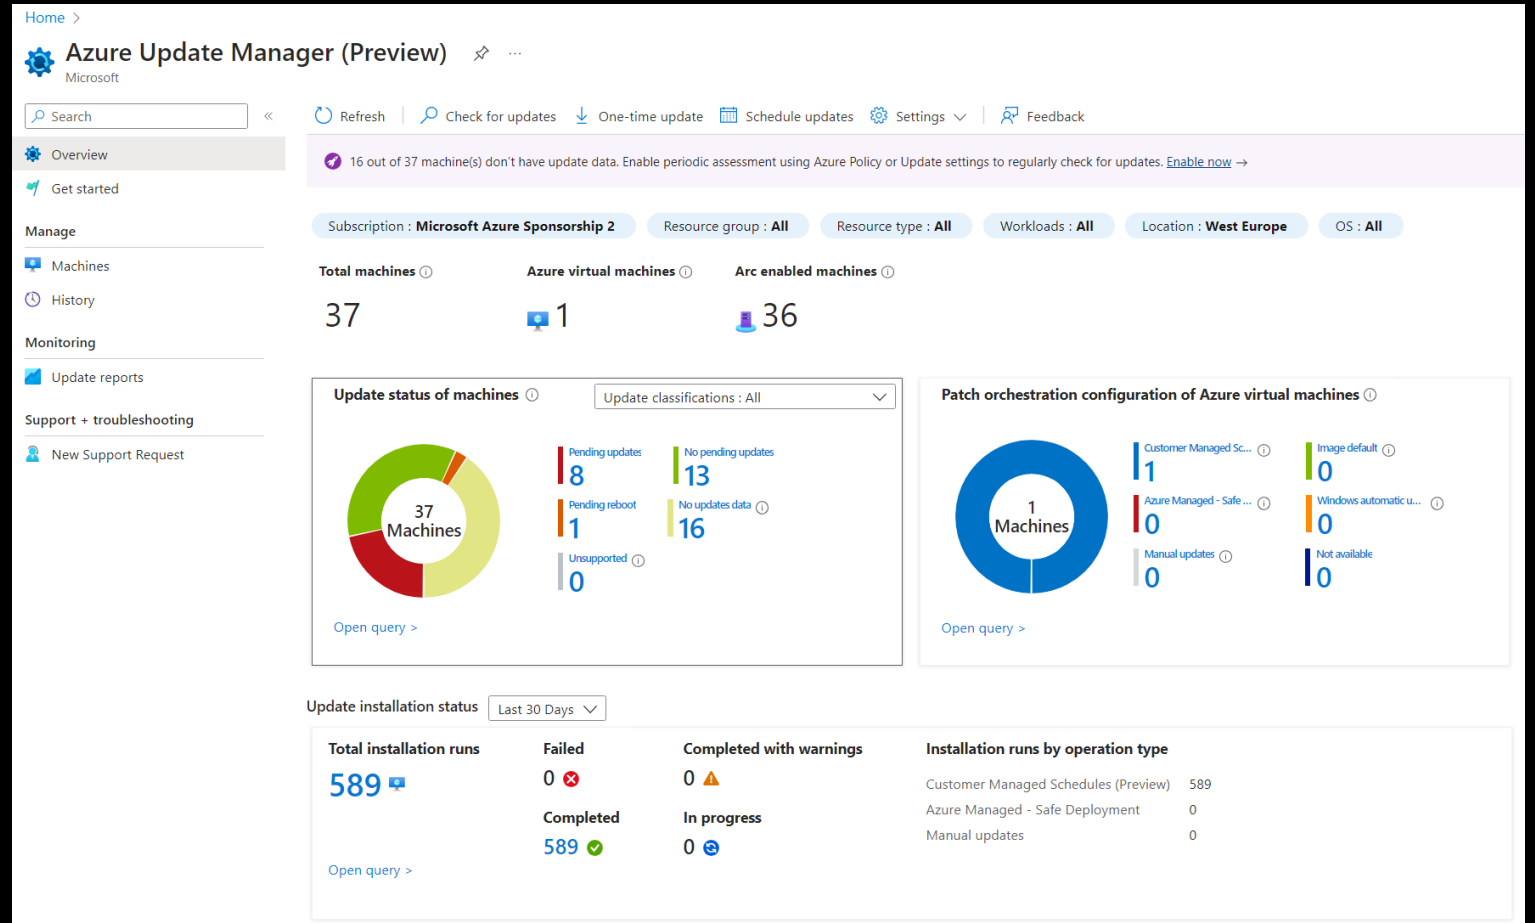 Home
Azure Update Manager (Preview)
Microsoft
Search
Overview
Get started
Manage
Machines
History
Monitoring
Update reports
Support + troubleshooting
New Support Request
Refresh
Check for updates
One-time update
Schedule updates
Settings
Feedback
16 out of 37 machine(s) don't have update data. Enable periodic assessment using Azure Policy or Update settings to regularly check for updates. Enable now →
Subscription : Microsoft Azure Sponsorship 2
Resource group : All
Resource type : All
Workloads : All
Location : West Europe
OS : All
Total machines
37
Azure virtual machines
1
Arc enabled machines
36
Update status of machines
Update classifications : All
37
Machines
Pending updates
8
No pending updates
13
Pending reboot
1
No updates data
16
Unsupported
0
Open query >
Patch orchestration configuration of Azure virtual machines
1
Machines
Customer Managed Sc...
1
Image default
0
Azure Managed - Safe ...
0
Windows automatic u...
0
Manual updates
0
Not available
0
Open query >
Update installation status
Last 30 Days
Total installation runs
589
Open query >
Failed
0
Completed
589
Completed with warnings
0
In progress
0
Installation runs by operation type
Customer Managed Schedules (Preview) 589
Azure Managed - Safe Deployment 0
Manual updates 0